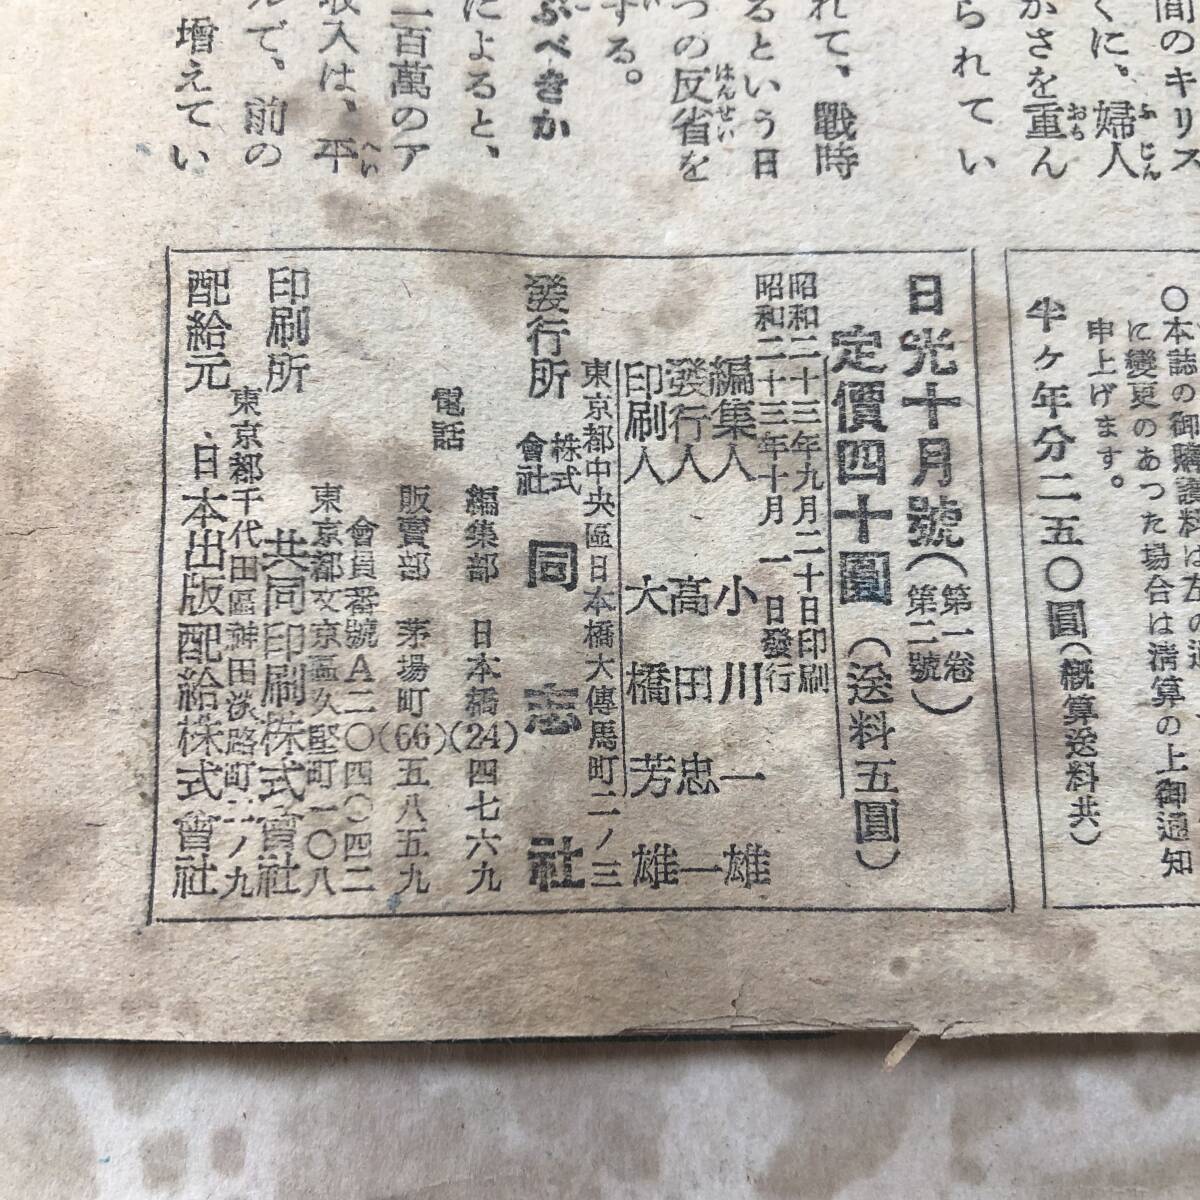 間のキリス
くに、婦人
かさを重ん
られてい
れて、戰時
るという日
つの反省を
する。
ぶべきか
によると、
二百萬のア
収入は、平
んで、前の
増えてい
○本誌の御購讀料は左の通
に變更のあつた場合は淸算の上御通知
申上げます。
半ヶ年分二五〇圓(概算送料共)
日光十月號(第一卷第二號)
定價四十圓(送料五圓)
昭和二十三年九月二十日印刷
昭和二十三年十月一日發行
編集人 小川一雄
發行人 高田忠一
印刷人 大橋芳雄
東京都中央區日本橋大傳馬町二ノ三
發行所 株式會社 同志社
電話 編集部 日本橋(24)四七六九
販賣部 茅場町(66)五八五九
會員番號A二〇四〇四二
東京都文京區久堅町一〇八
印刷所 共同印刷株式會社
東京都千代田區神田淡路町二ノ九
配給元 日本出版配給株式會社